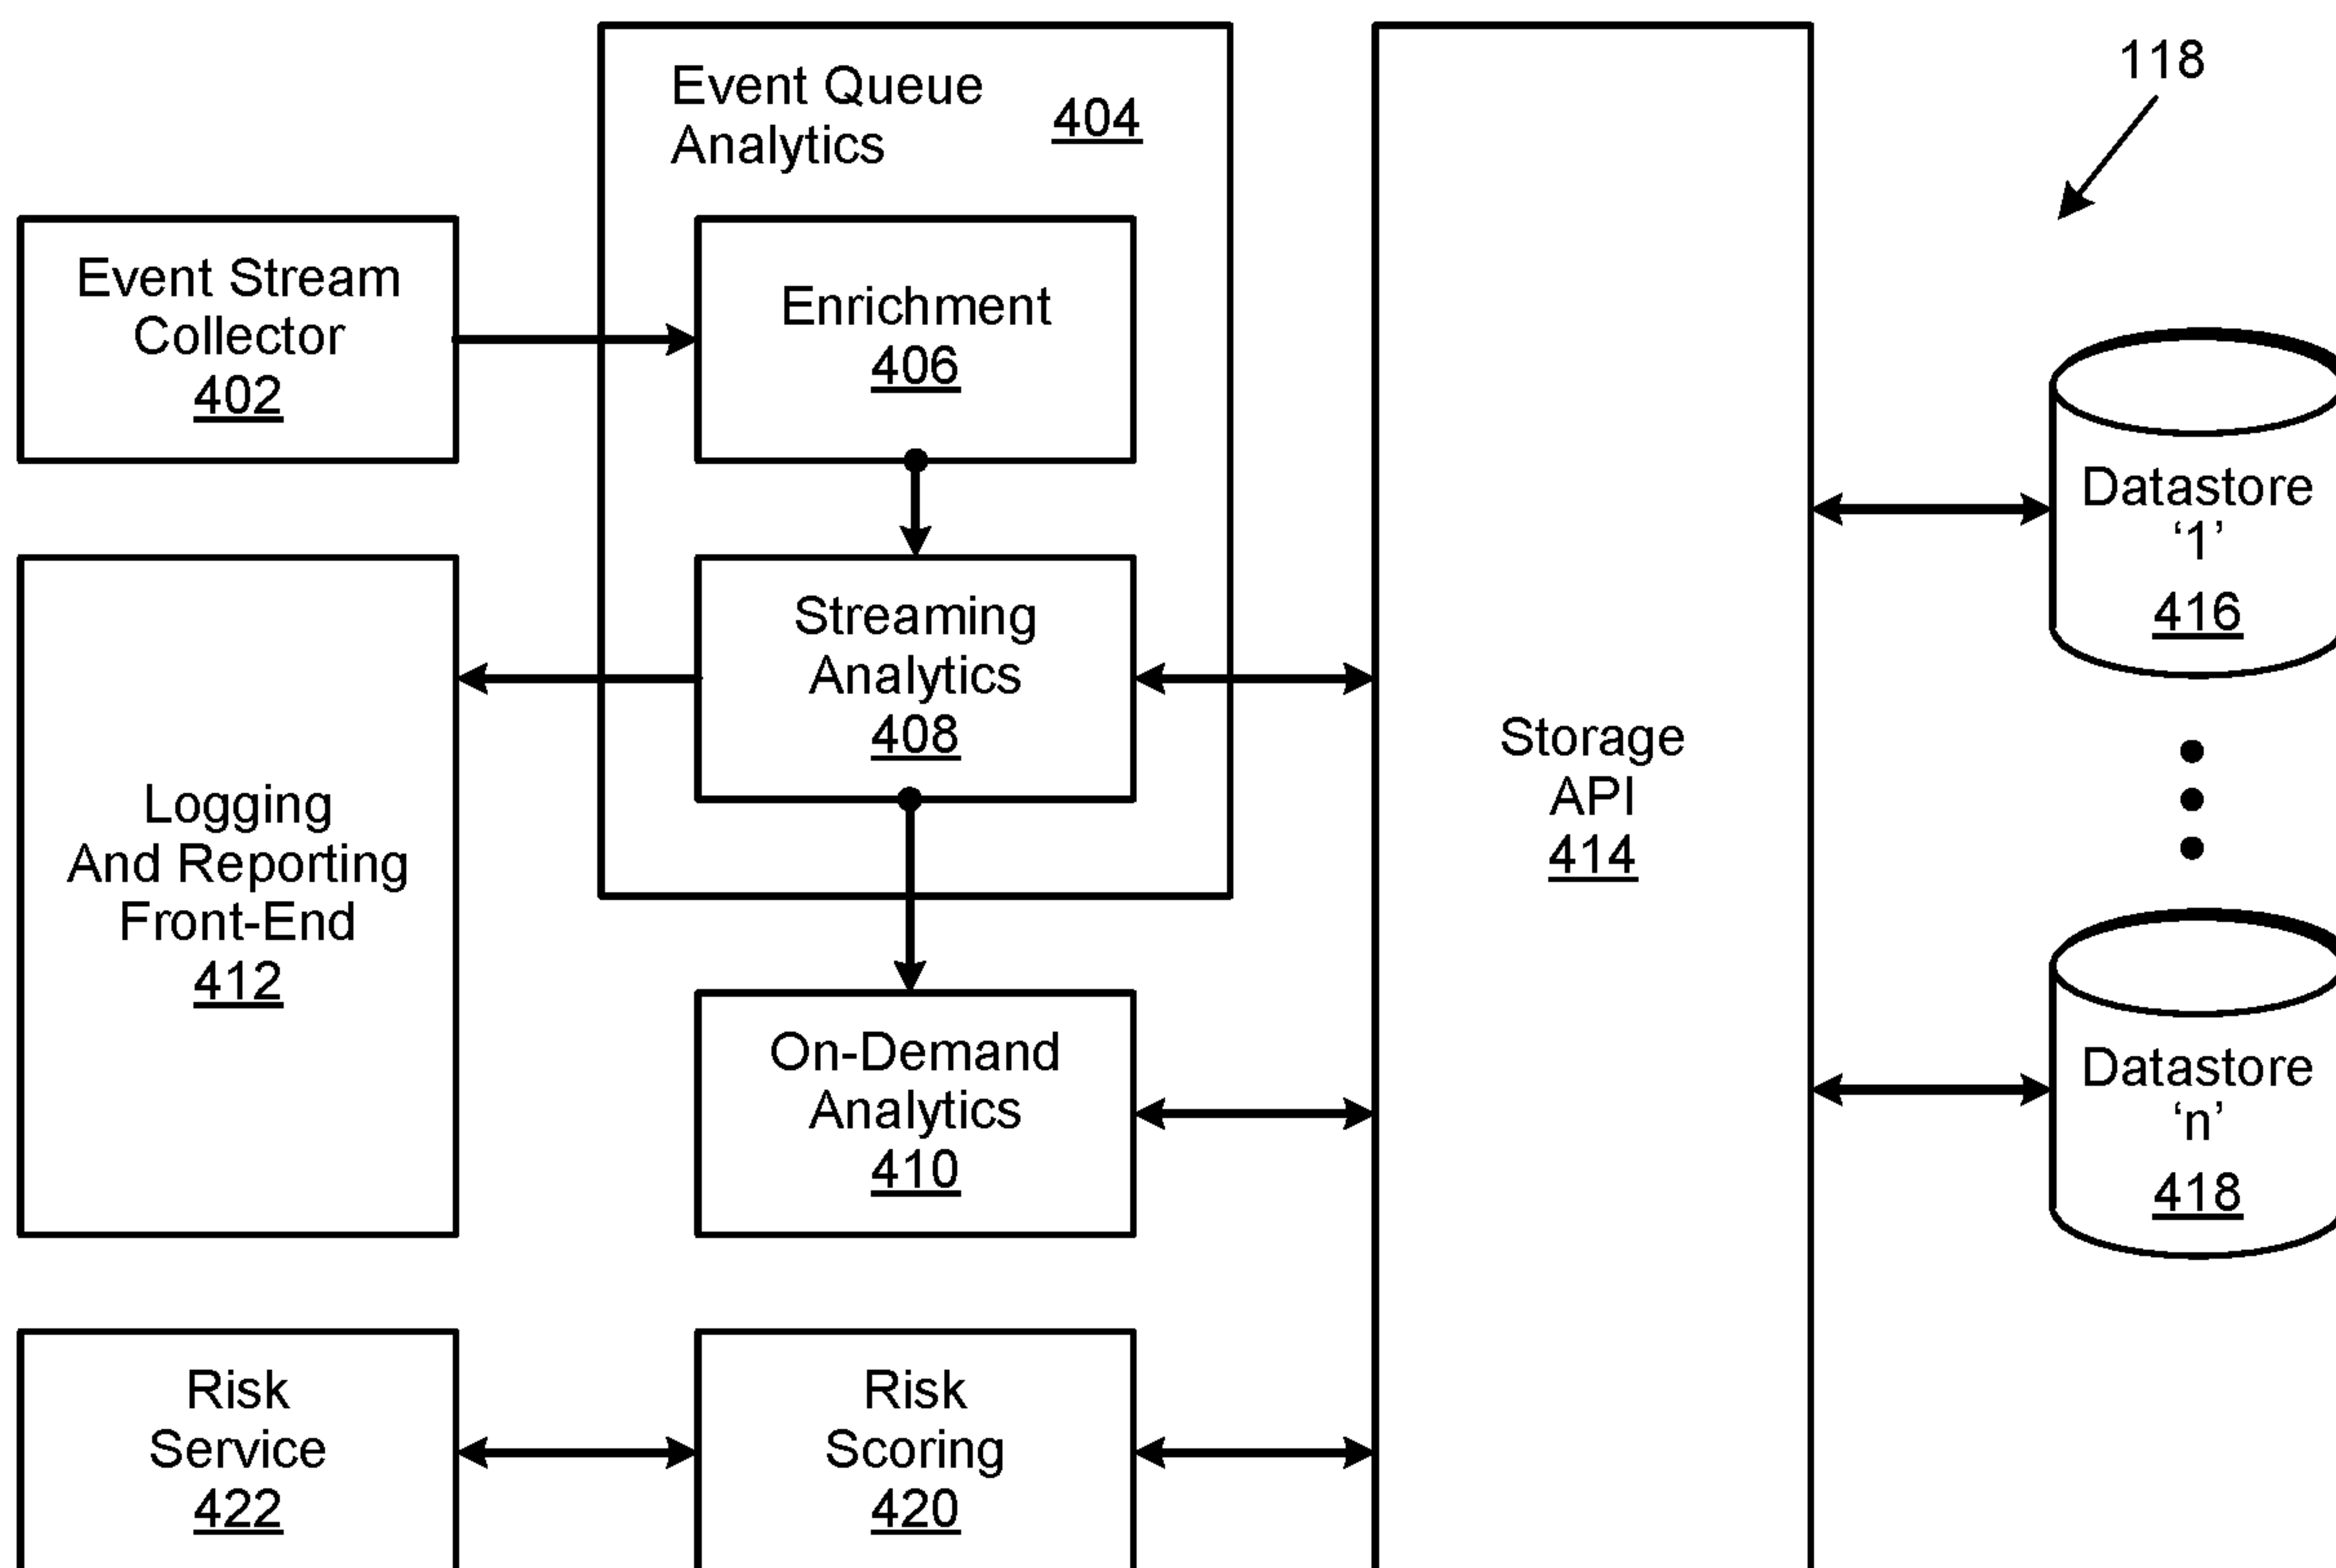 118
Event Queue
Analytics
404
Event Stream
Collector
402
Enrichment
406
Streaming
Analytics
408
Logging
And Reporting
Front-End
412
On-Demand
Analytics
410
Storage
API
414
Datastore
‘1’
416
Datastore
‘n’
418
Risk
Service
422
Risk
Scoring
420